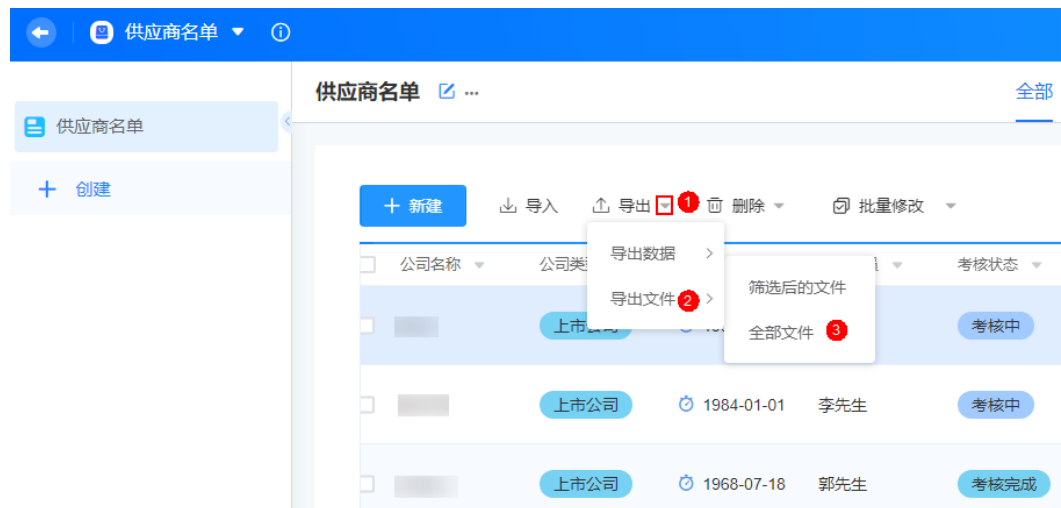 供应商名单
供应商名单 ...
全部
供应商名单
创建
新建 导入 导出 1 删除 批量修改
公司名称 公司类 考核状态
导出数据
导出文件 2
筛选后的文件
全部文件 3
上市 考核中
上市公司 1984-01-01 李先生 考核中
上市公司 1968-07-18 郭先生 考核完成